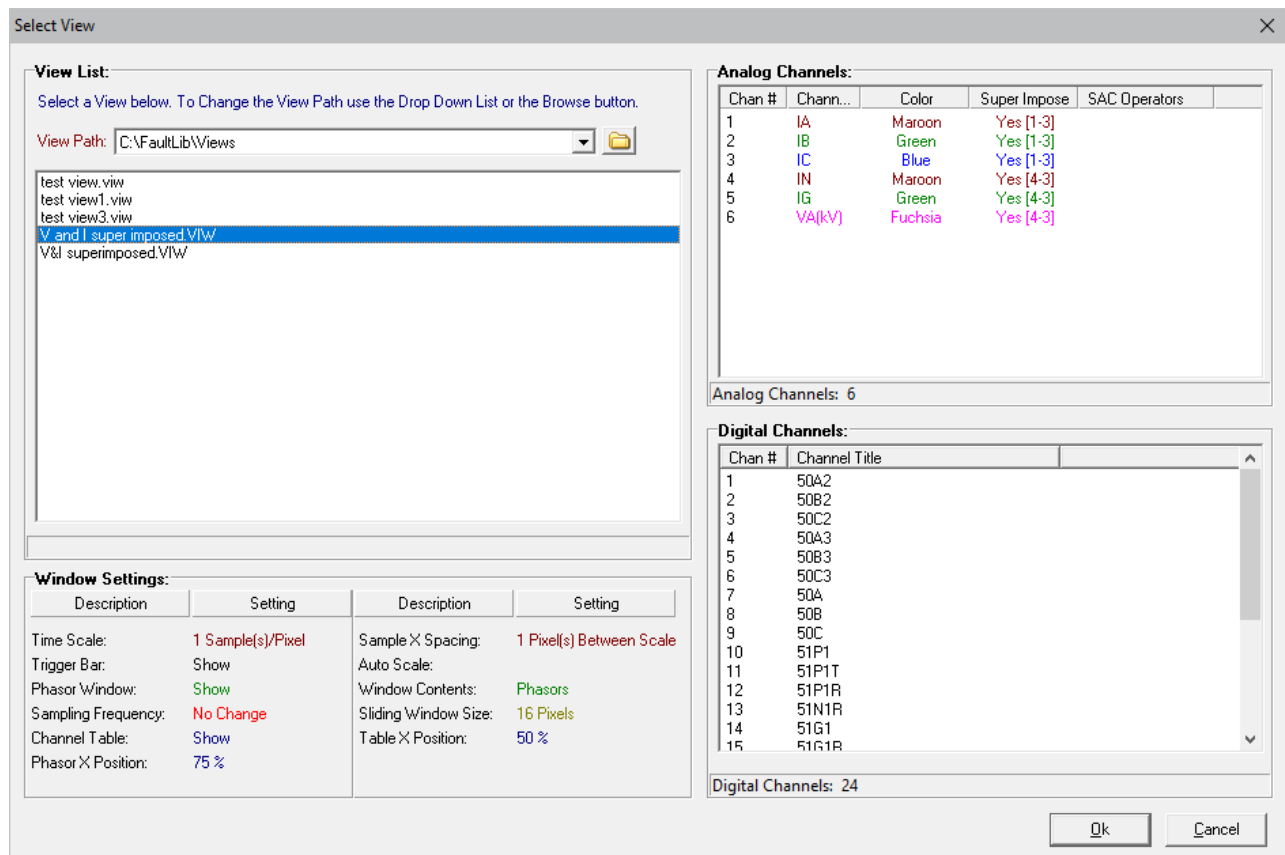 Select View
View List:
Select a View below. To Change the View Path use the Drop Down List or the Browse button.
View Path: C:\FaultLib\Views
test view.viw
test view1.viw
test view3.viw
V and I super imposed.VIW
V&I superimposed.VIW
Window Settings:
Description Setting Description Setting
Time Scale: 1 Sample(s)/Pixel Sample X Spacing: 1 Pixel(s) Between Scale
Trigger Bar: Show Auto Scale:
Phasor Window: Show Window Contents: Phasors
Sampling Frequency: No Change Sliding Window Size: 16 Pixels
Channel Table: Show Table X Position: 50 %
Phasor X Position: 75 %
Analog Channels:
Chan # Chann... Color Super Impose SAC Operators
1 IA Maroon Yes [1-3]
2 IB Green Yes [1-3]
3 IC Blue Yes [1-3]
4 IN Maroon Yes [4-3]
5 IG Green Yes [4-3]
6 VA(kV) Fuchsia Yes [4-3]
Analog Channels: 6
Digital Channels:
Chan # Channel Title
1 50A2
2 50B2
3 50C2
4 50A3
5 50B3
6 50C3
7 50A
8 50B
9 50C
10 51P1
11 51P1T
12 51P1R
13 51N1R
14 51G1
15 51G1R
Digital Channels: 24
Ok Cancel